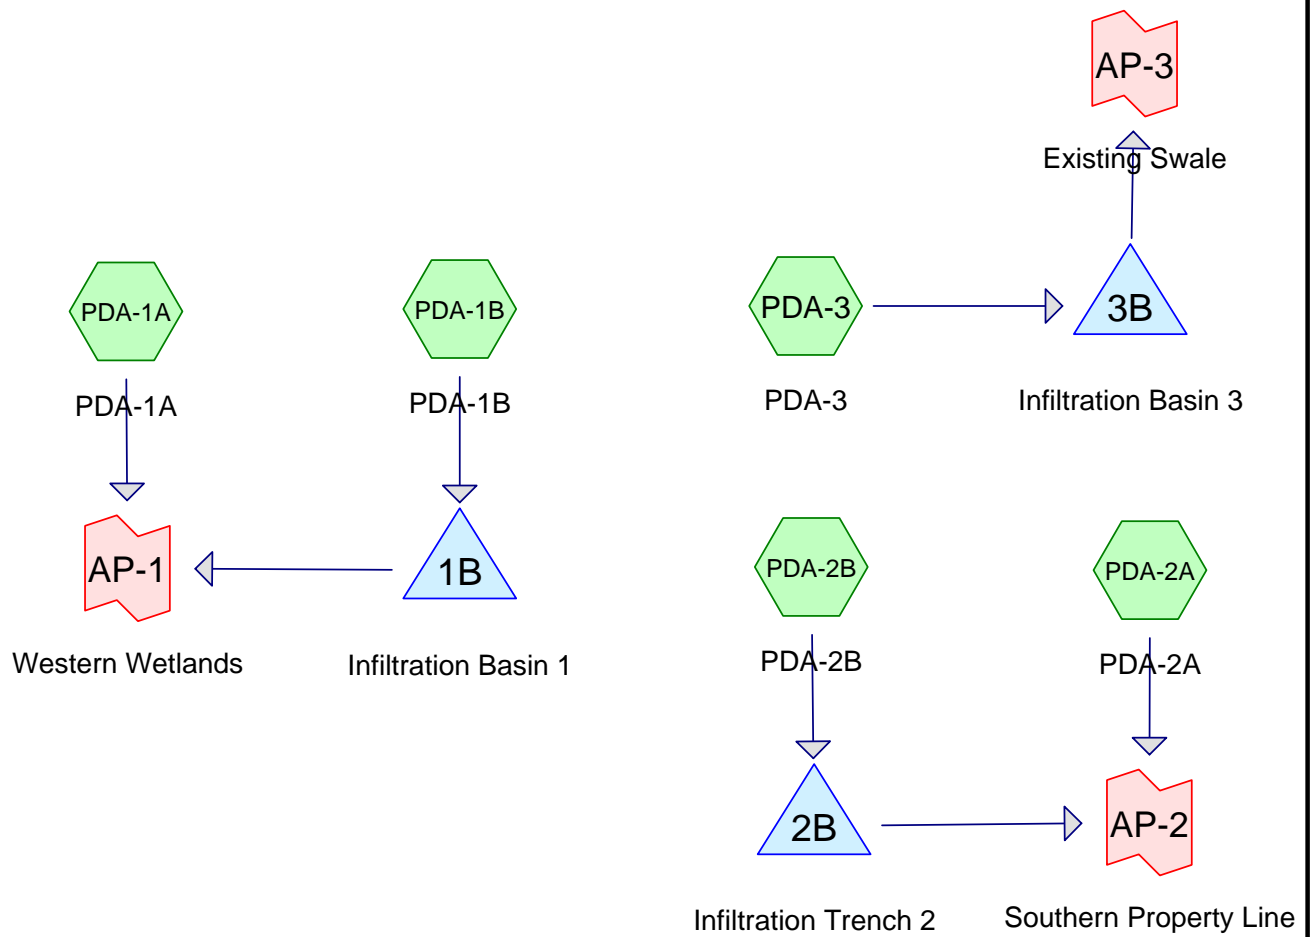 AP-3
Existing Swale
PDA-1A
PDA-1A
PDA-1B
PDA-1B
PDA-3
PDA-3
3B
Infiltration Basin 3
AP-1
Western Wetlands
1B
Infiltration Basin 1
PDA-2B
PDA-2B
PDA-2A
PDA-2A
2B
Infiltration Trench 2
AP-2
Southern Property Line